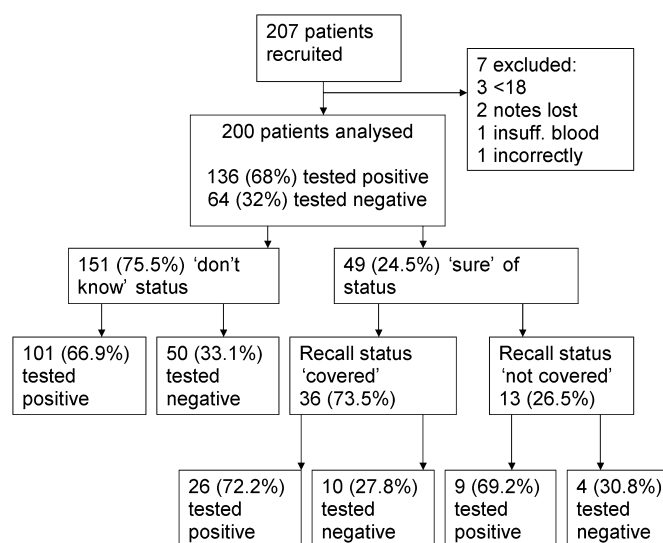 207 patients
recruited
7 excluded:
3 <18
2 notes lost
1 insuff. blood
1 incorrectly
200 patients analysed
136 (68%) tested positive
64 (32%) tested negative
151 (75.5%) ‘don’t
know’ status
49 (24.5%) ‘sure’ of
status
101 (66.9%)
tested
positive
50 (33.1%)
tested
negative
Recall status
‘covered’
36 (73.5%)
Recall status
‘not covered’
13 (26.5%)
26 (72.2%)
tested
positive
10 (27.8%)
tested
negative
9 (69.2%)
tested
positive
4 (30.8%)
tested
negative